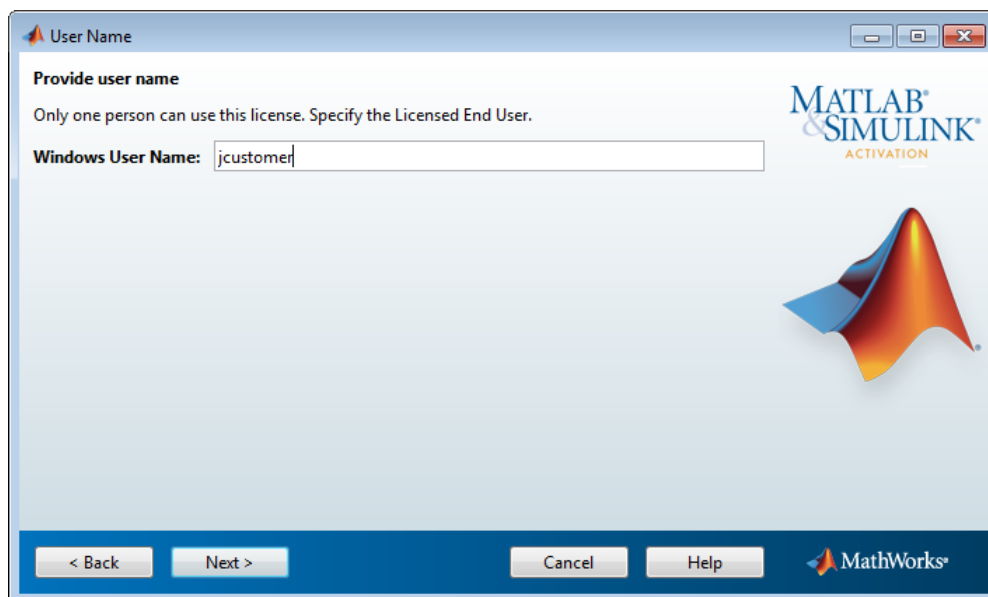 User Name
Provide user name
MATLAB®
&SIMULINK®
ACTIVATION
Only one person can use this license. Specify the Licensed End User.
Windows User Name: jcustomer
®
< Back Next > Cancel Help MathWorks®